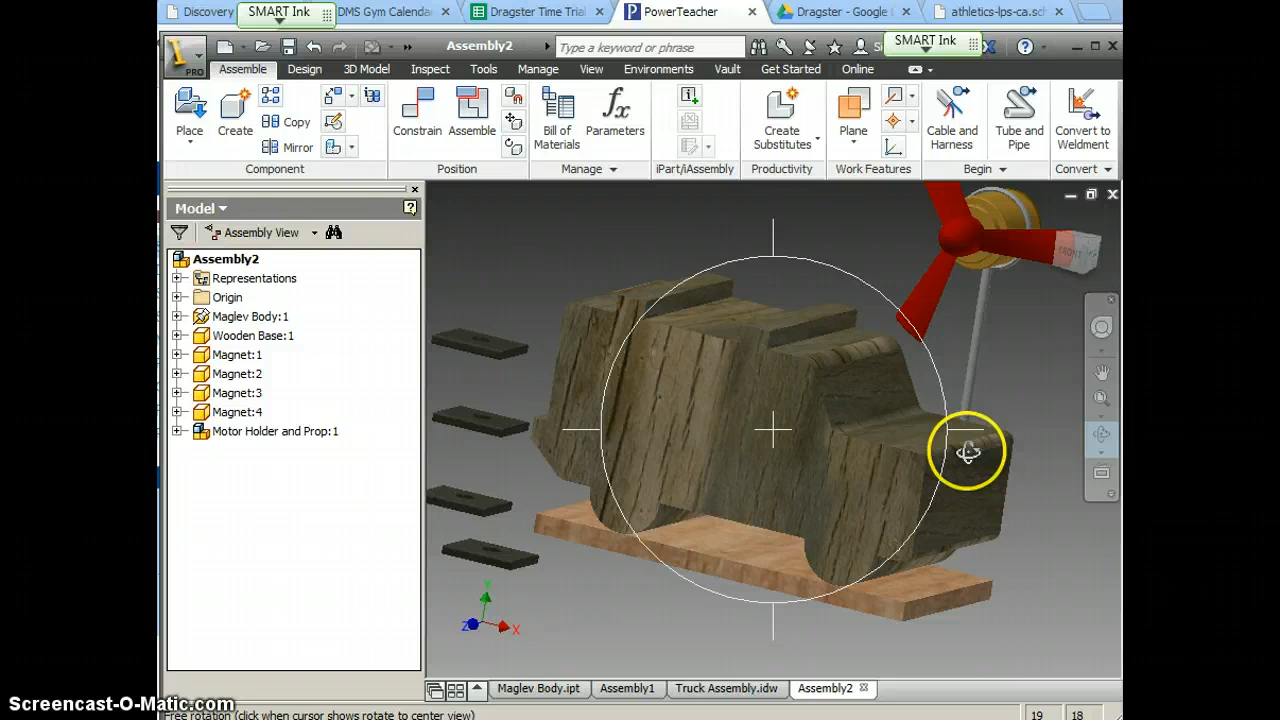 Discovery
SMART Ink
DMS Gym Calenda
Dragster Time Trial
PowerTeacher
Dragster - Google
athletics-lps-ca.sch
PRO
Assembly2
Type a keyword or phrase
SMART Ink
Assemble
Design
3D Model
Inspect
Tools
Manage
View
Environments
Vault
Get Started
Online
Place
Create
Copy
Mirror
Constrain
Assemble
Bill of Materials
Parameters
Create Substitutes
Plane
Cable and Harness
Tube and Pipe
Convert to Weldment
Component
Position
Manage
iPart/iAssembly
Productivity
Work Features
Begin
Convert
Model
Assembly View
Assembly2
Representations
Origin
Maglev Body:1
Wooden Base:1
Magnet:1
Magnet:2
Magnet:3
Magnet:4
Motor Holder and Prop:1
FRONT
Y
Z
X
Maglev Body.ipt
Assembly1
Truck Assembly.idw
Assembly2
Free rotation (click when cursor shows rotate to center view)
19
18
Screencast-O-Matic.com